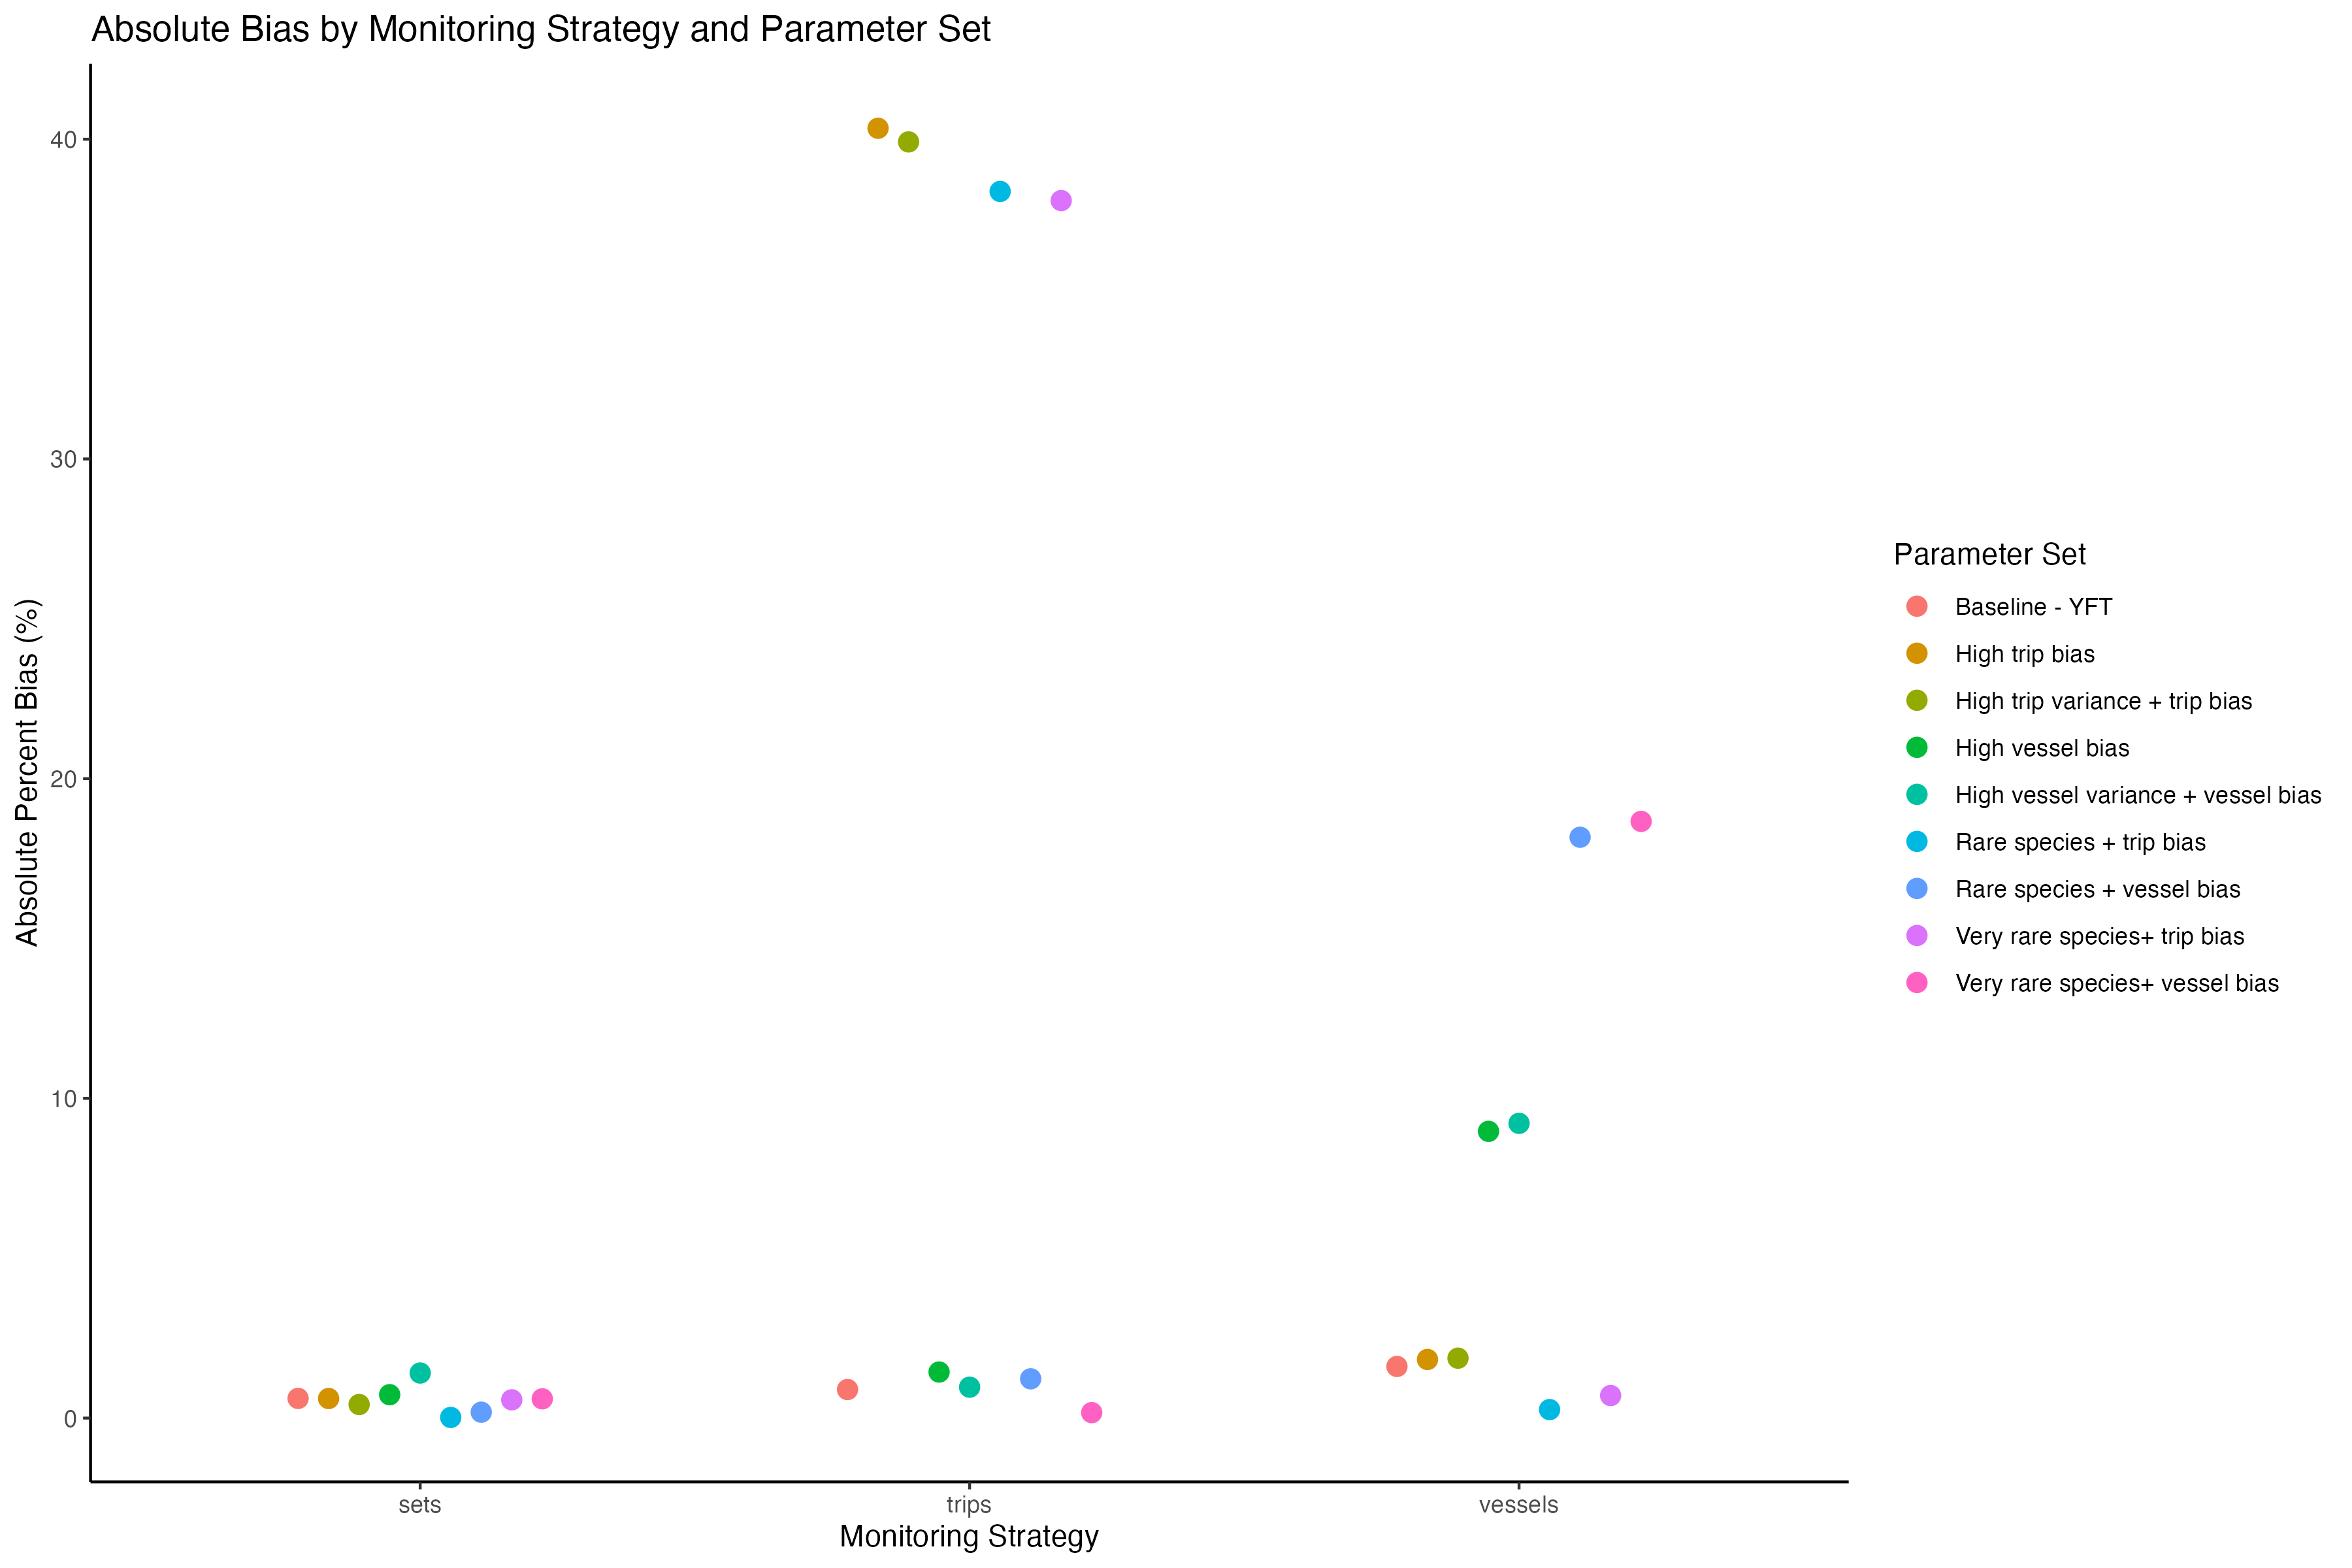 Absolute Bias by Monitoring Strategy and Parameter Set
Absolute Percent Bias (%)
40
30
20
10
0
sets
trips
vessels
Monitoring Strategy
Parameter Set
Baseline - YFT
High trip bias
High trip variance + trip bias
High vessel bias
High vessel variance + vessel bias
Rare species + trip bias
Rare species + vessel bias
Very rare species+ trip bias
Very rare species+ vessel bias